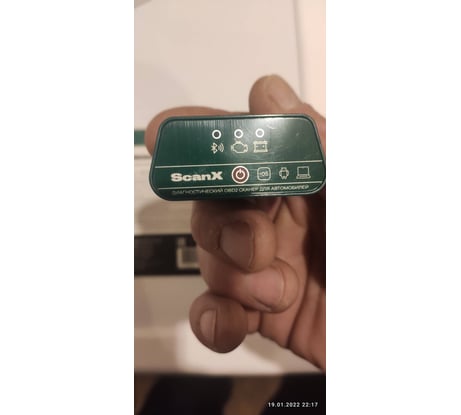 ScanX iOS
ДИАГНОСТИЧЕСКИЙ OBD2 СКАНЕР ДЛЯ АВТОМОБИЛЕЙ
19.01.2022 22:17